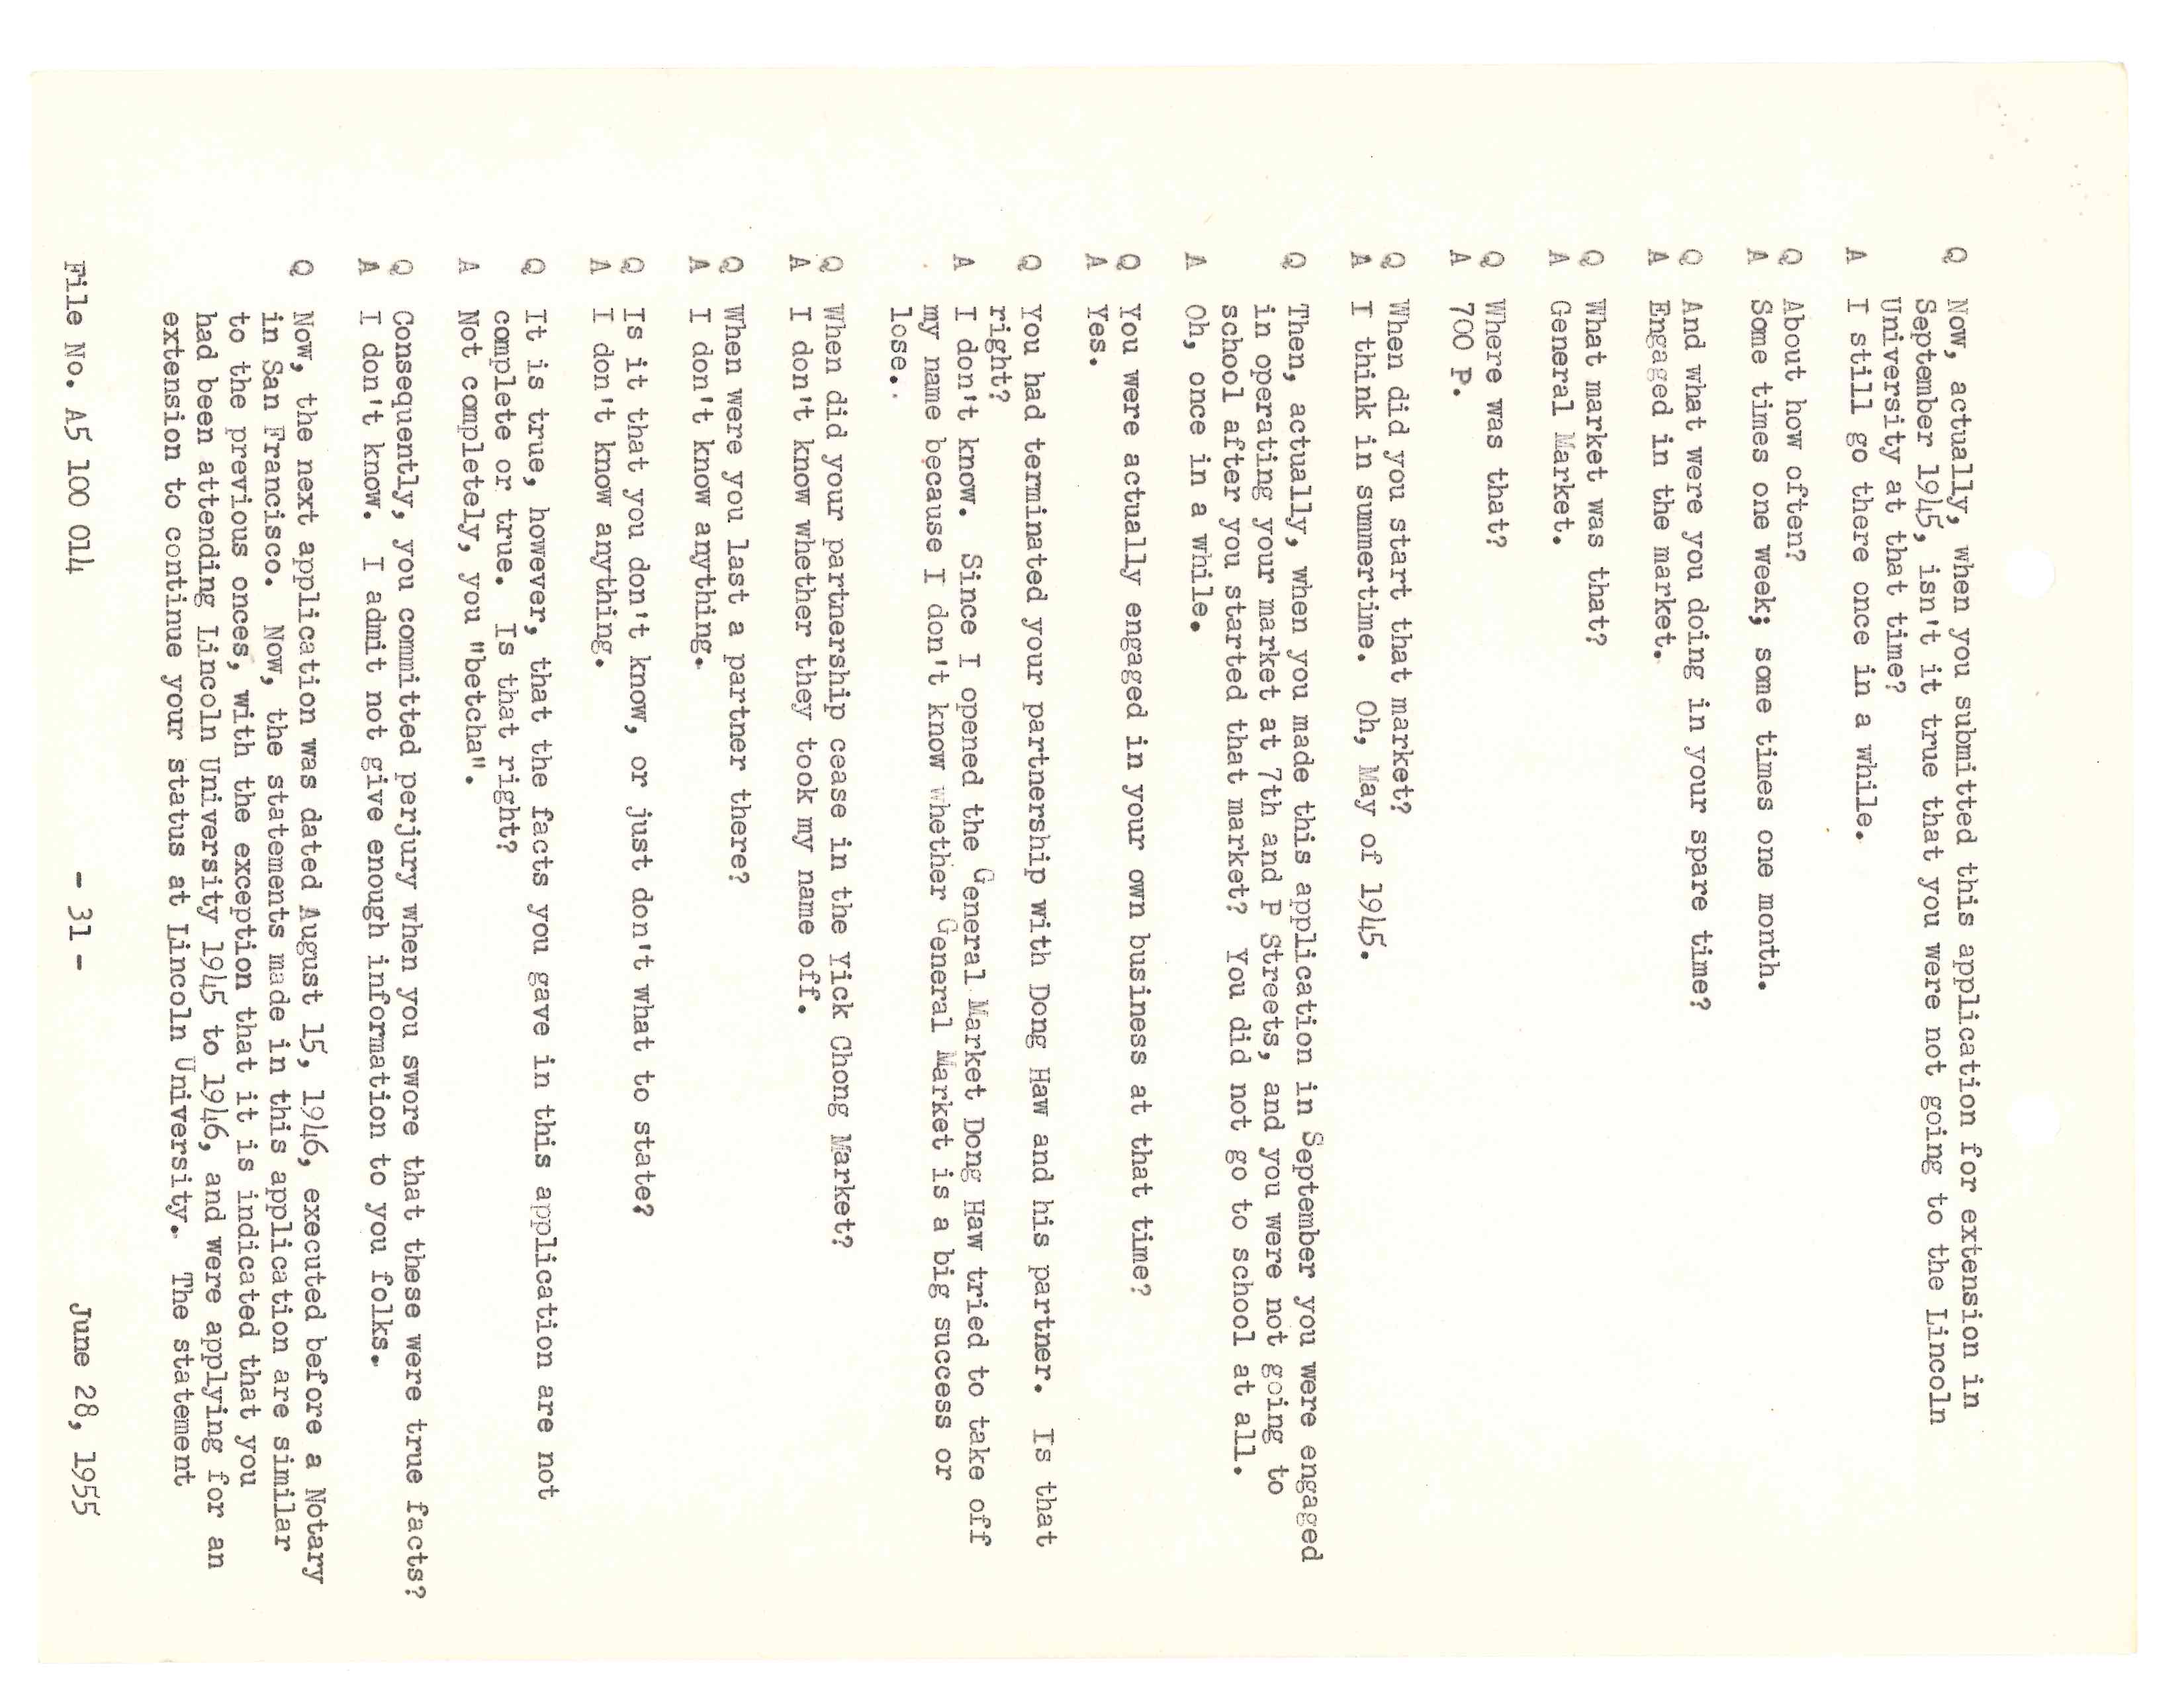 Q Now, actually, when you submitted this application for extension in
September 1945, isn't it true that you were not going to the Lincoln
University at that time?
A I still go there once in a while.
Q About how often?
A Some times one week; some times one month.
Q And what were you doing in your spare time?
A Engaged in the market.
Q What market was that?
A General Market.
Q Where was that?
A 700 P.
Q When did you start that market?
A I think in summertime. Oh, May of 1945.
Q Then, actually, when you made this application in September you were engaged
in operating your market at 7th and P Streets, and you were not going to
school after you started that market? You did not go to school at all.
A Oh, once in a while.
Q You were actually engaged in your own business at that time?
A Yes.
Q You had terminated your partnership with Dong Haw and his partner. Is that
right?
A I don't know. Since I opened the General Market Dong Haw tried to take off
my name because I don't know whether General Market is a big success or
lose..
Q When did your partnership cease in the Yick Chong Market?
A I don't know whether they took my name off.
Q When were you last a partner there?
A I don't know anything.
Q Is it that you don't know, or just don't what to state?
A I don't know anything.
Q It is true, however, that the facts you gave in this application are not
complete or true. Is that right?
A Not completely, you "betcha".
Q Consequently, you committed perjury when you swore that these were true facts?
A I don't know. I admit not give enough information to you folks.
Q Now, the next application was dated August 15, 1946, executed before a Notary
in San Francisco. Now, the statements made in this application are similar
to the previous onces, with the exception that it is indicated that you
had been attending Lincoln University 1945 to 1946, and were applying for an
extension to continue your status at Lincoln University. The statement
File No. A5 100 014 - 31 - June 28, 1955